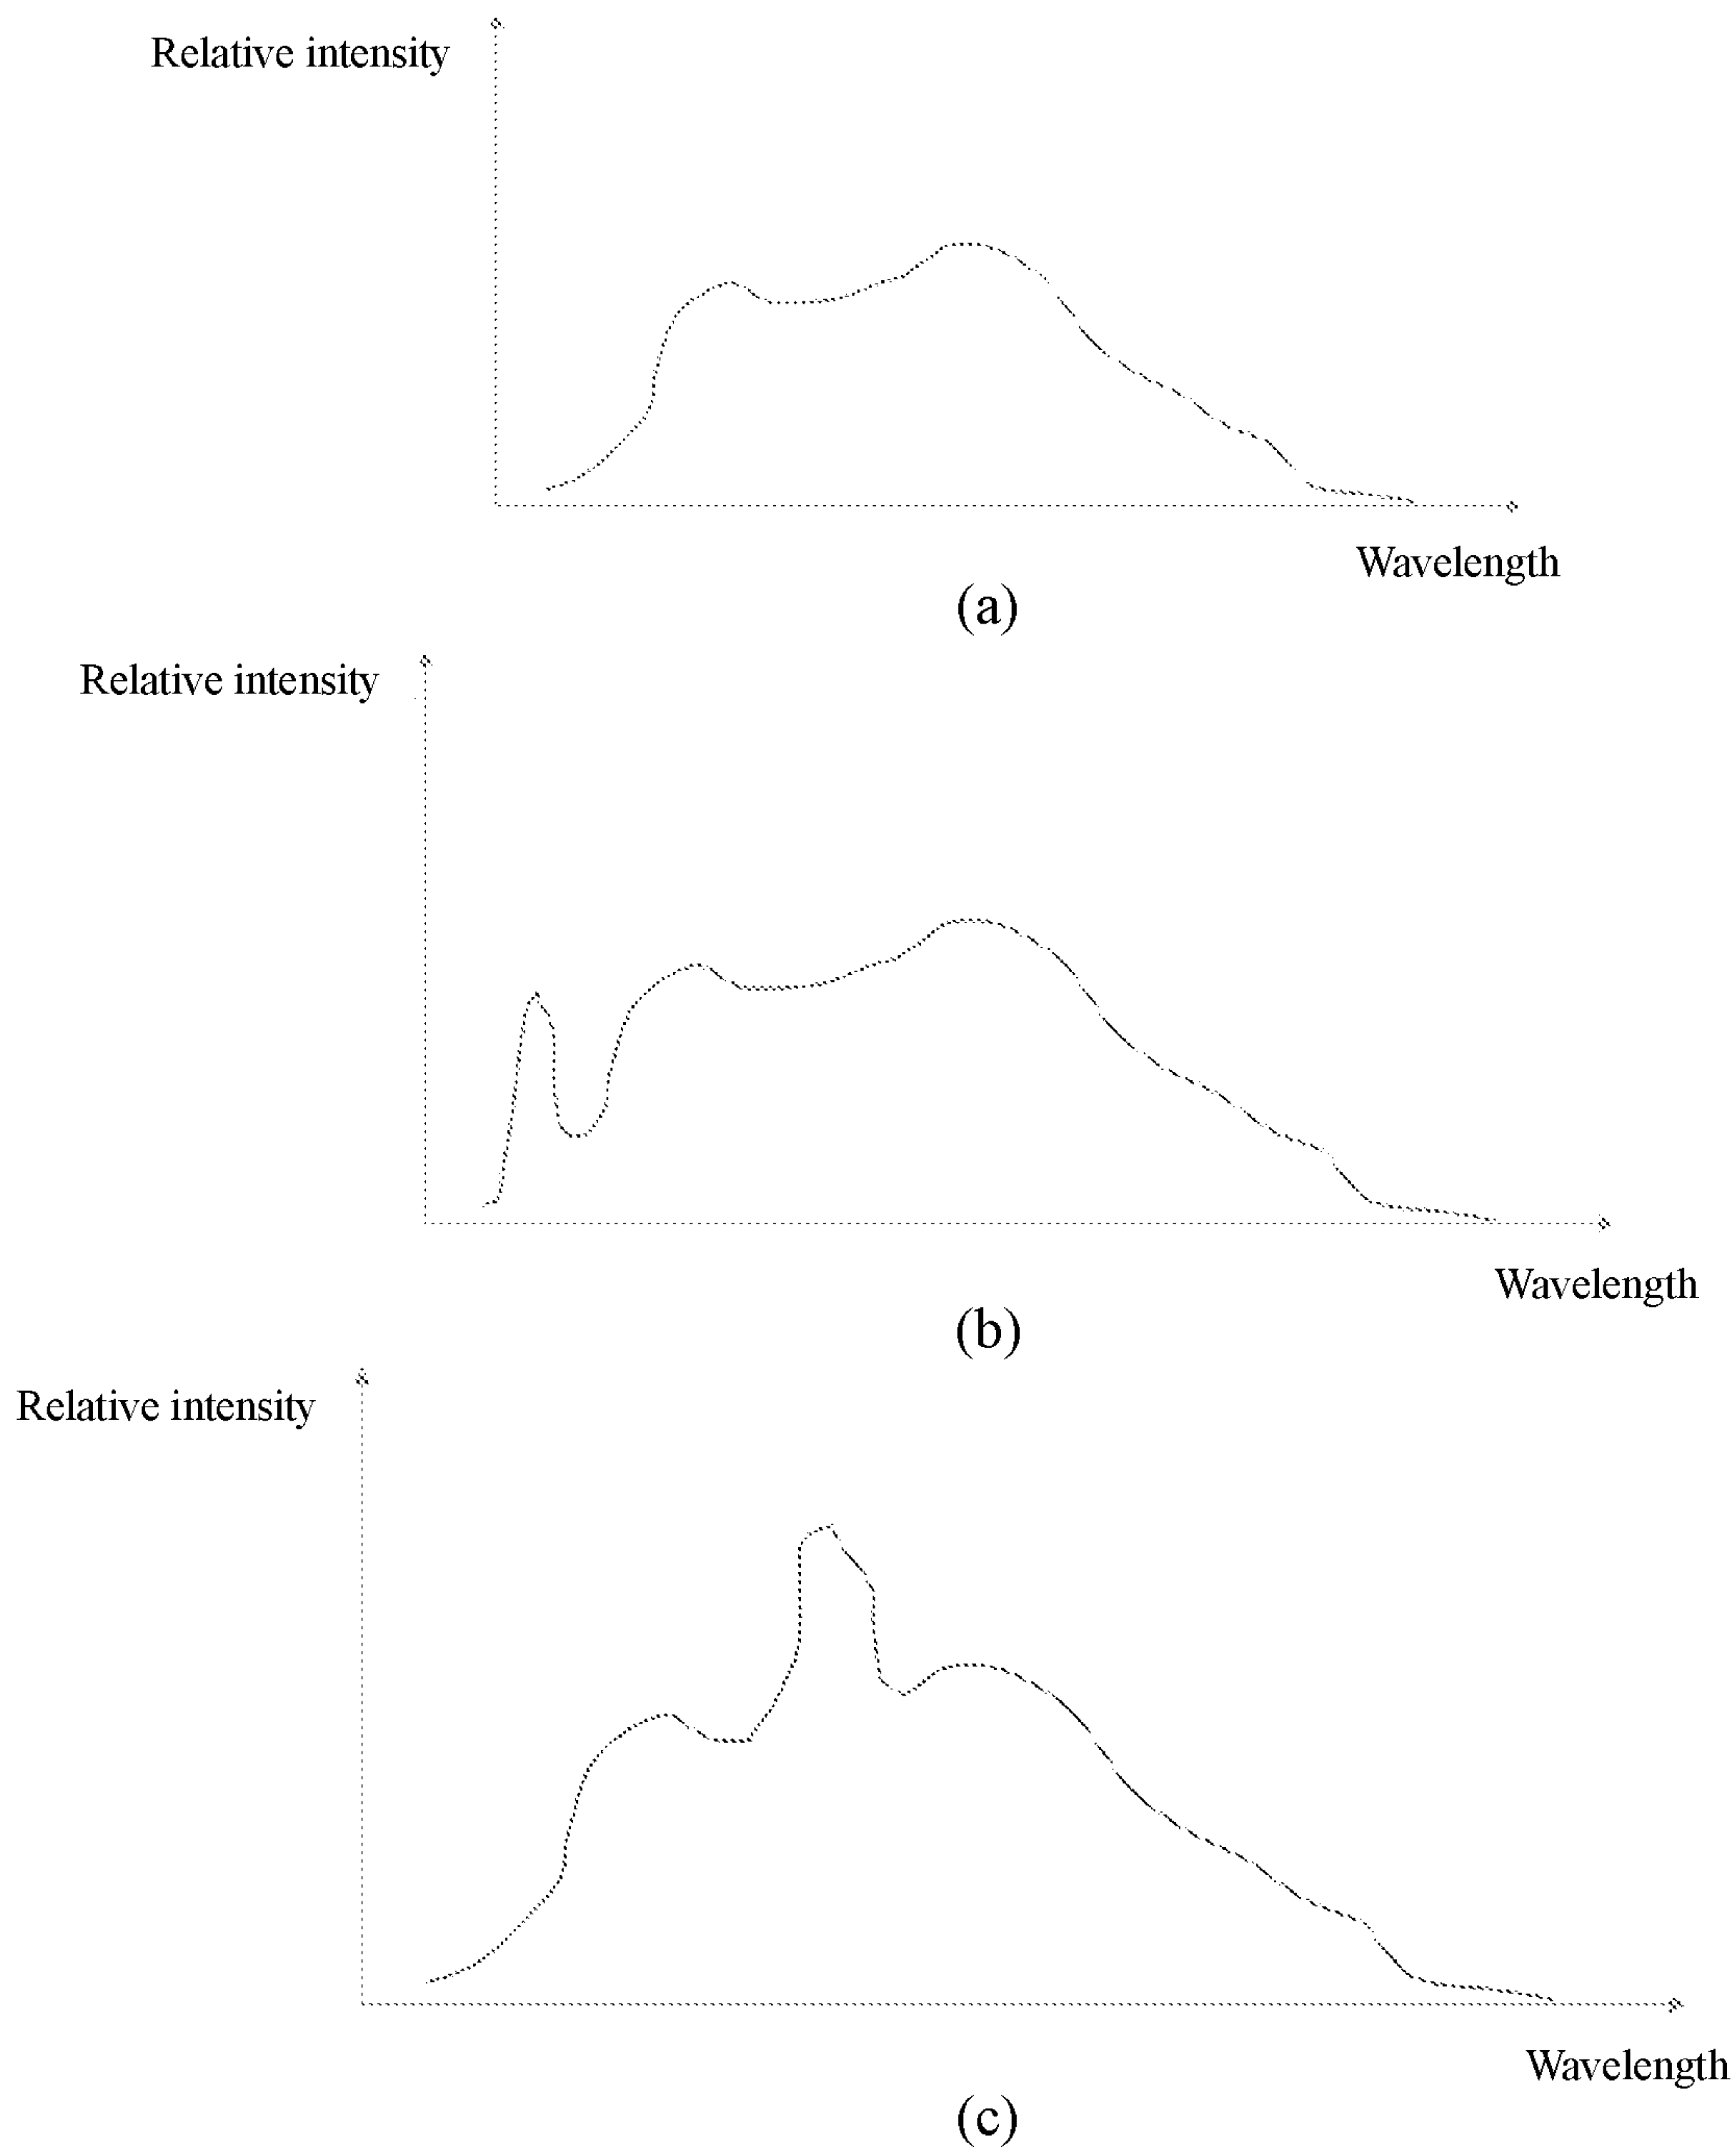 Relative intensity
Wavelength
(a)
Relative intensity
Wavelength
(b)
Relative intensity
Wavelength
(c)